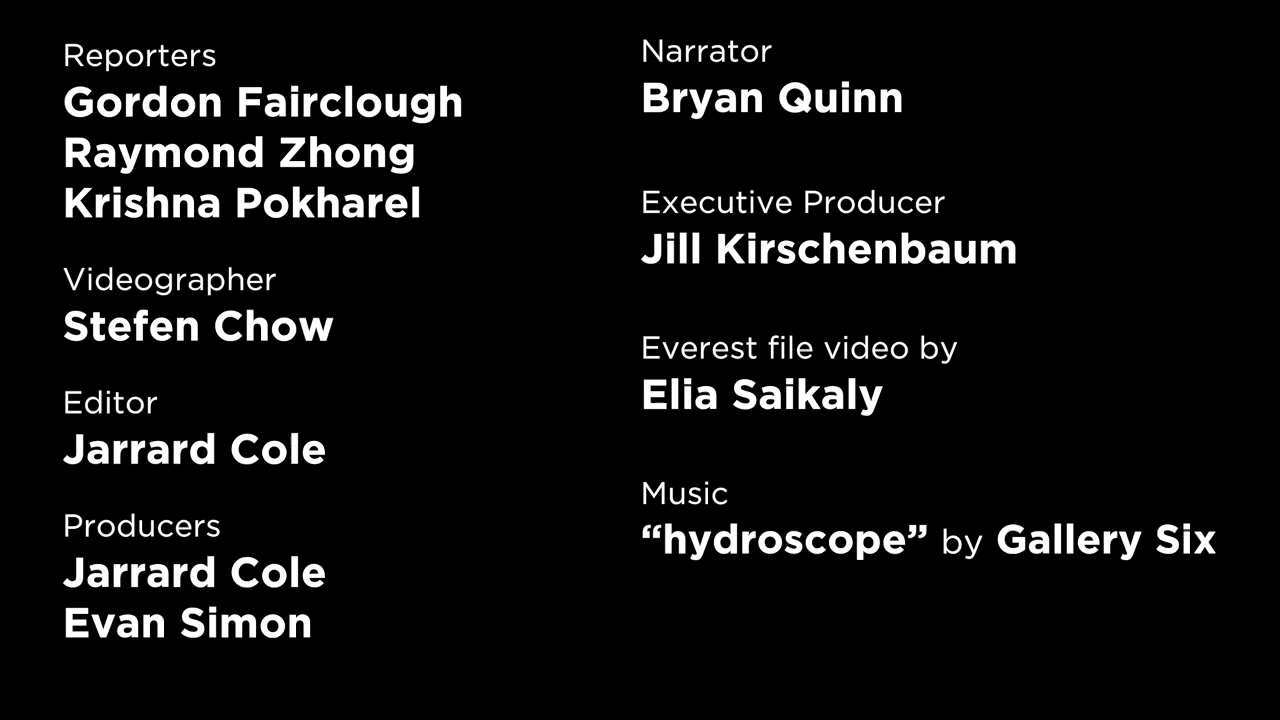 Reporters
Gordon Fairclough
Raymond Zhong
Krishna Pokharel
Videographer
Stefen Chow
Editor
Jarrard Cole
Producers
Jarrard Cole
Evan Simon
Narrator
Bryan Quinn
Executive Producer
Jill Kirschenbaum
Everest file video by
Elia Saikaly
Music
“hydroscope” by Gallery Six